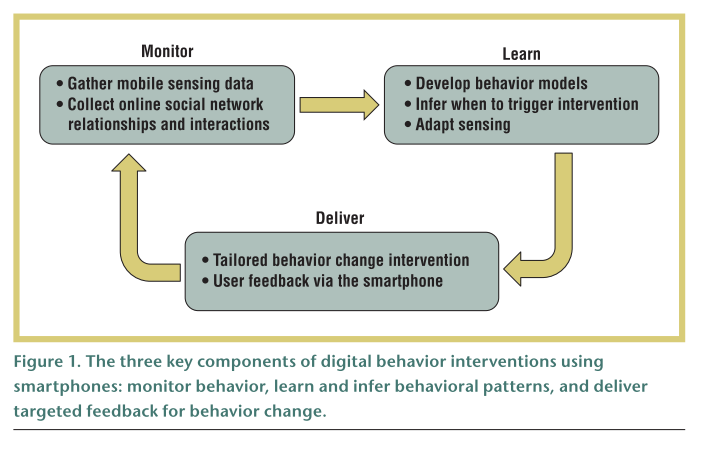 Monitor
• Gather mobile sensing data
• Collect online social network
relationships and interactions
Learn
• Develop behavior models
• Infer when to trigger intervention
• Adapt sensing
Deliver
• Tailored behavior change intervention
• User feedback via the smartphone
Figure 1. The three key components of digital behavior interventions using
smartphones: monitor behavior, learn and infer behavioral patterns, and deliver
targeted feedback for behavior change.